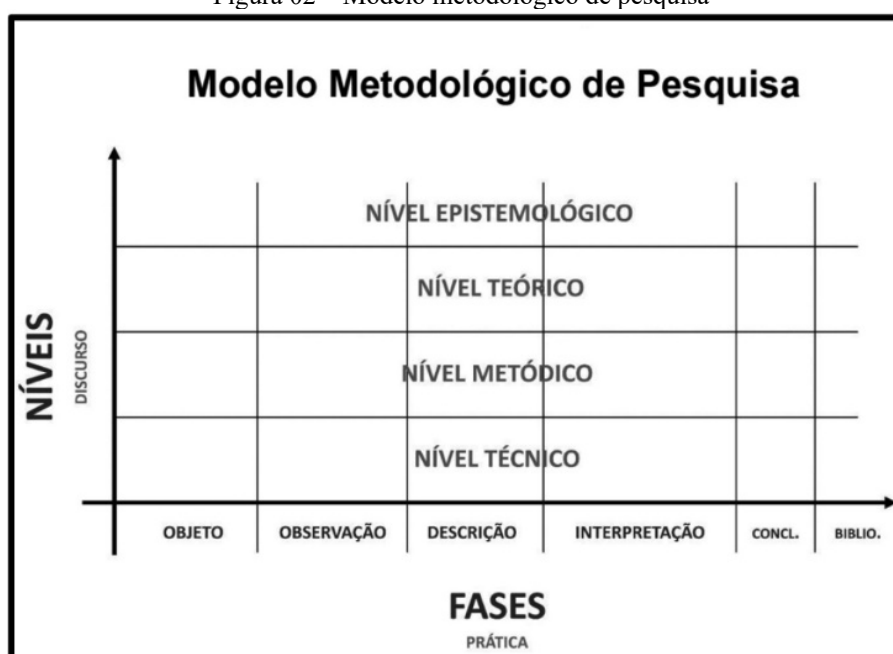 Figura 02 – Modelo metodológico de pesquisa
Modelo Metodológico de Pesquisa
NÍVEIS
DISCURSO
NÍVEL EPISTEMOLÓGICO
NÍVEL TEÓRICO
NÍVEL METÓDICO
NÍVEL TÉCNICO
OBJETO OBSERVAÇÃO DESCRIÇÃO INTERPRETAÇÃO CONCL. BIBLIO.
FASES
PRÁTICA